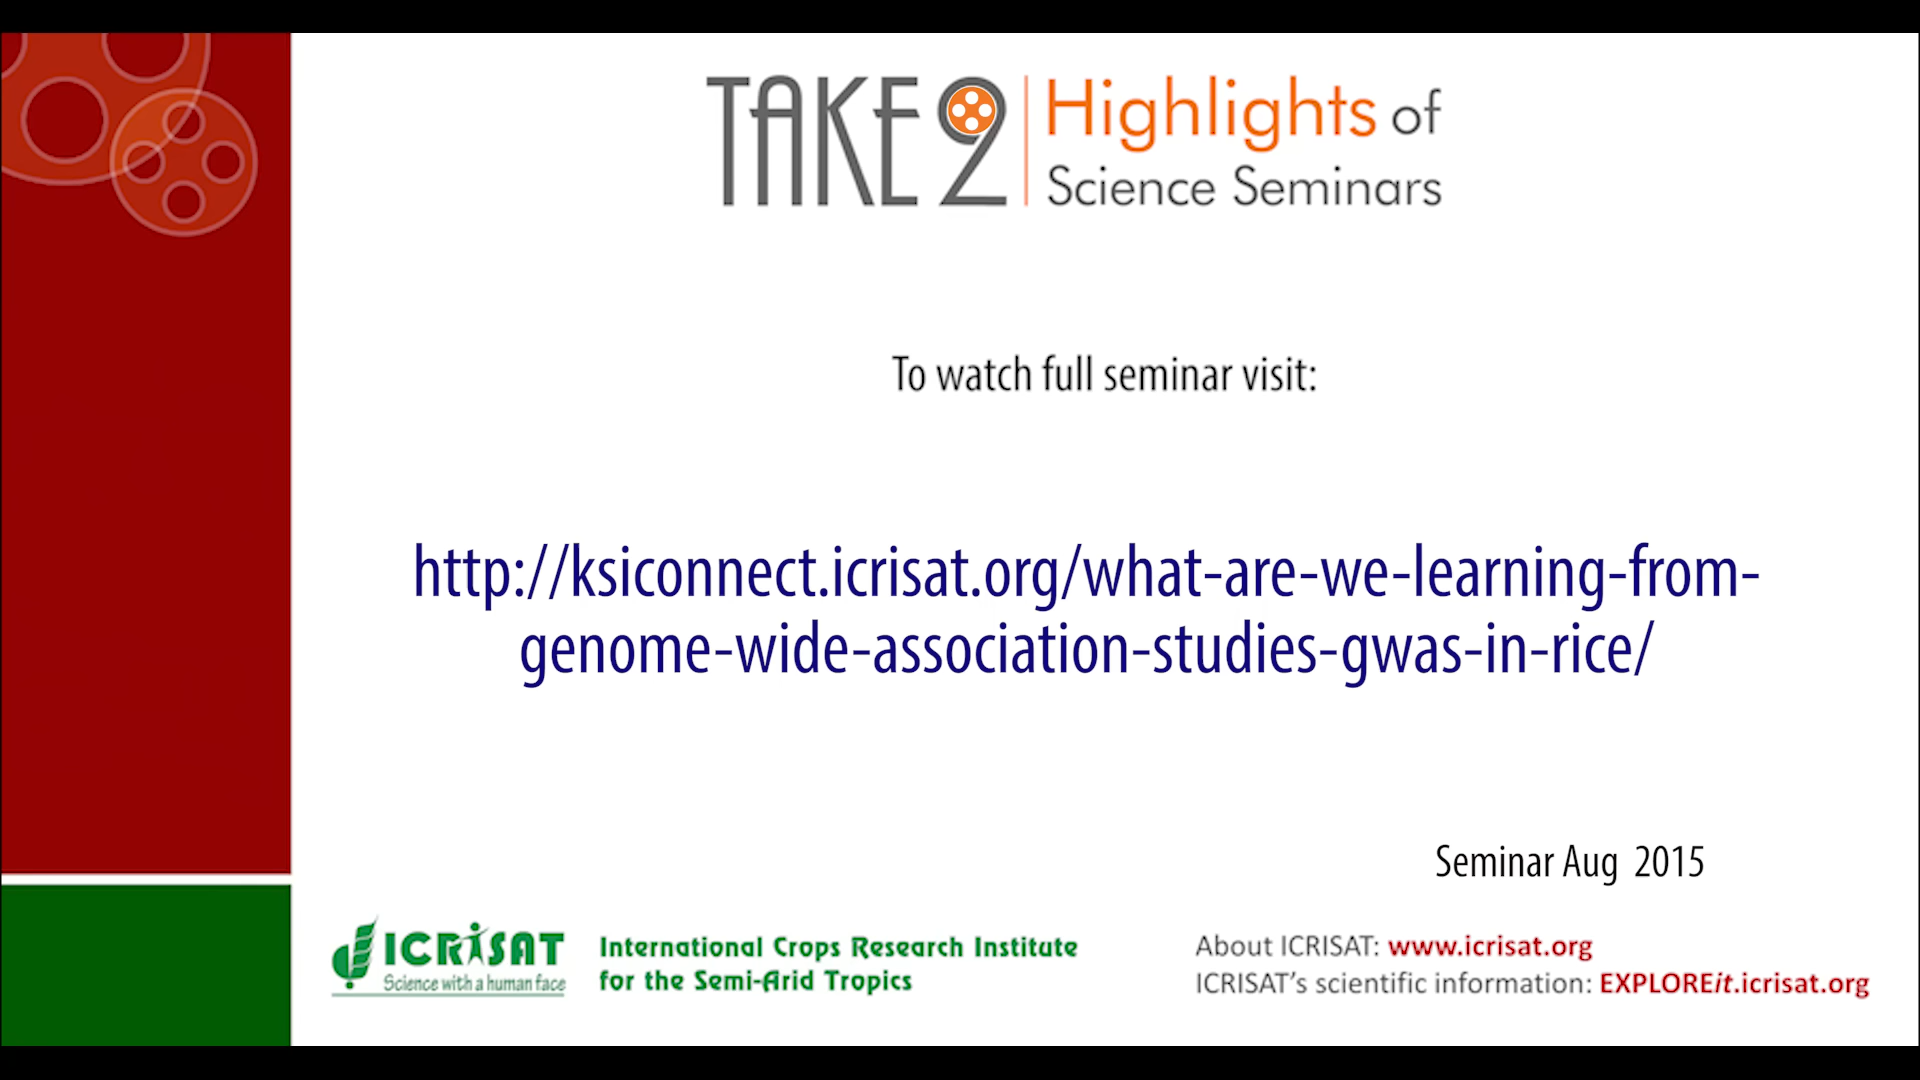 TAKE 2 Highlights of
Science Seminars
To watch full seminar visit:
http://ksiconnect.icrisat.org/what-are-we-learning-from-
genome-wide-association-studies-gwas-in-rice/
Seminar Aug 2015
ICRISAT
Science with a human face
International Crops Research Institute
for the Semi-Arid Tropics
About ICRISAT: www.icrisat.org
ICRISAT's scientific information: EXPLOREit.icrisat.org